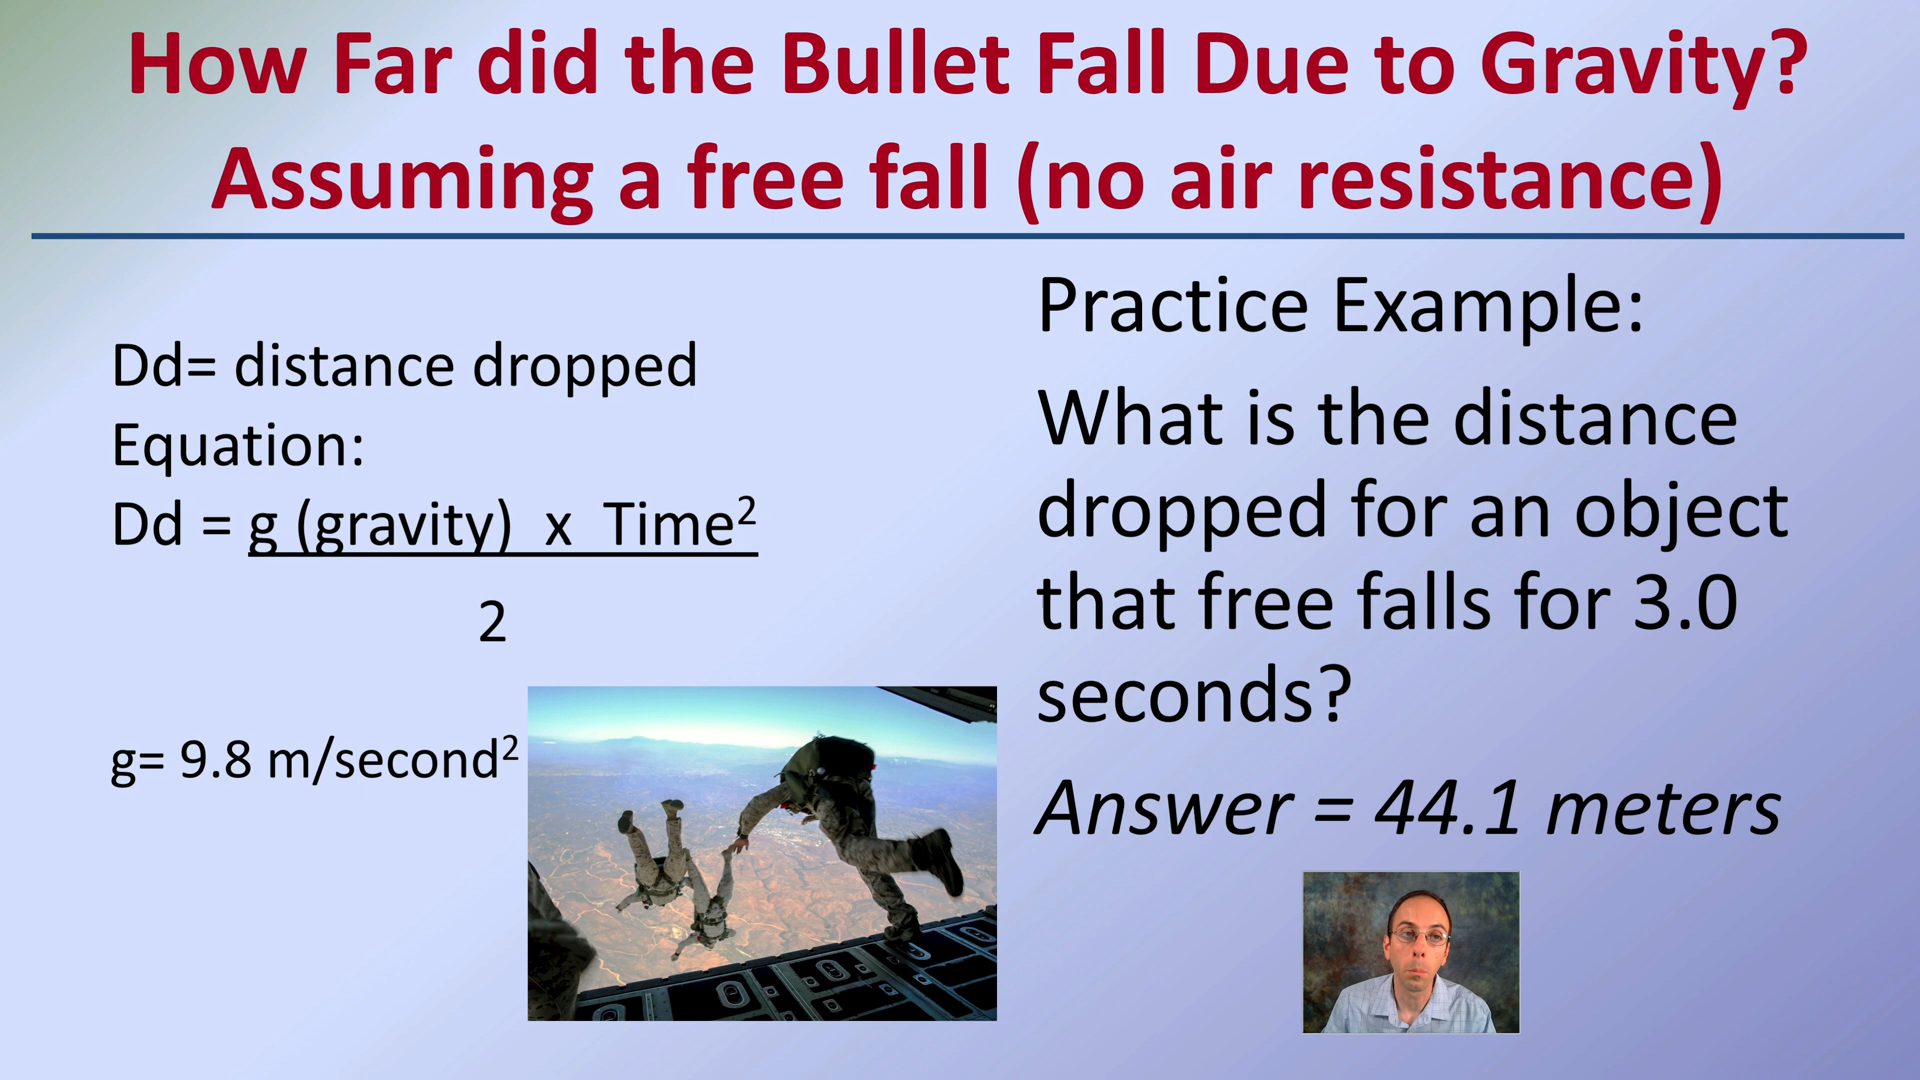 How Far did the Bullet Fall Due to Gravity?
Assuming a free fall (no air resistance)
Dd= distance dropped
Equation:
Dd = g (gravity)  x  Time²
2
g= 9.8 m/second²
Practice Example:
What is the distance
dropped for an object
that free falls for 3.0
seconds?
Answer = 44.1 meters